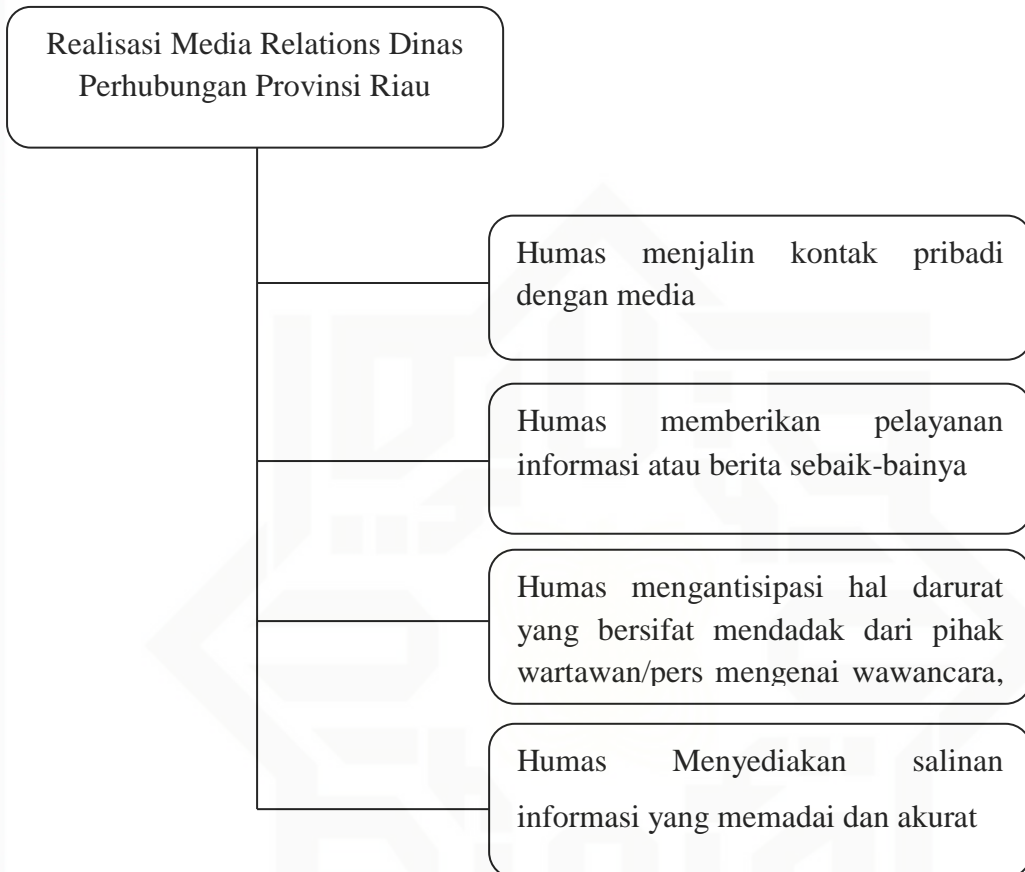 Realisasi Media Relations Dinas
Perhubungan Provinsi Riau
Humas menjalin kontak pribadi
dengan media
Humas memberikan pelayanan
informasi atau berita sebaik-bainya
Humas mengantisipasi hal darurat
yang bersifat mendadak dari pihak
wartawan/pers mengenai wawancara,
Humas Menyediakan salinan
informasi yang memadai dan akurat